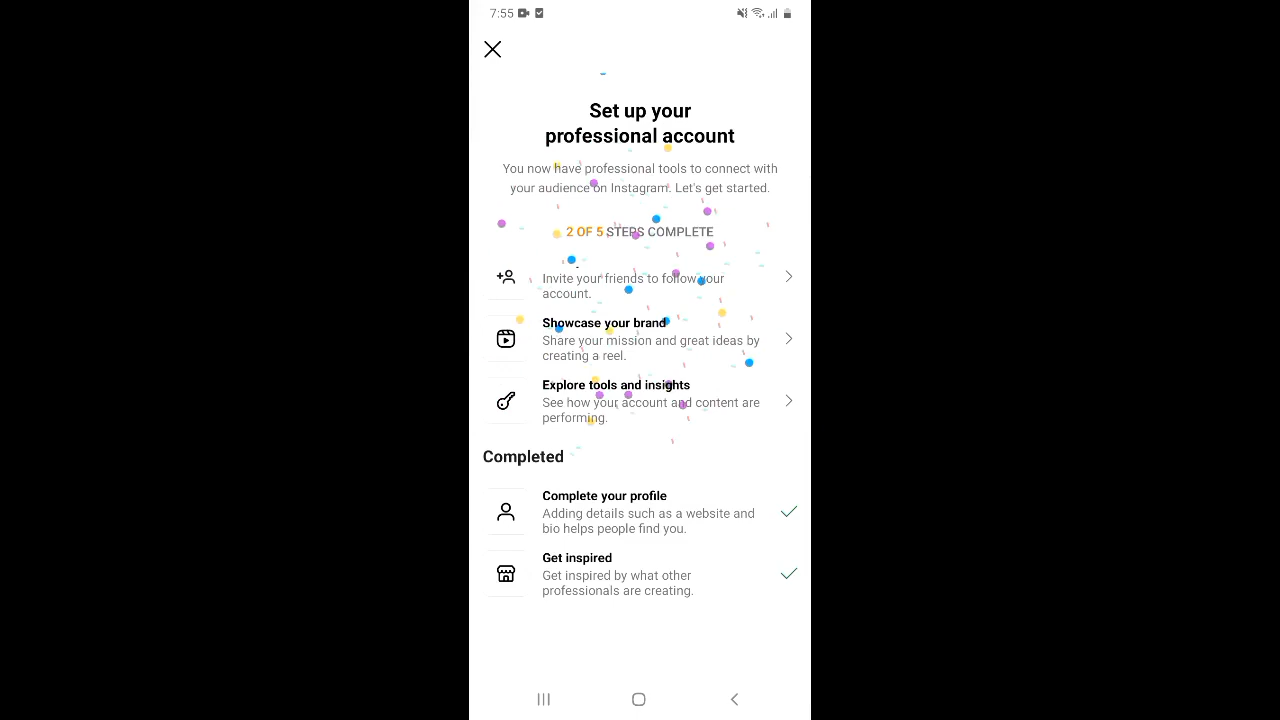 7:55
Set up your
professional account
You now have professional tools to connect with
your audience on Instagram. Let's get started.
2 OF 5 STEPS COMPLETE
Invite your friends to follow your
account.
Showcase your brand
Share your mission and great ideas by
creating a reel.
Explore tools and insights
See how your account and content are
performing.
Completed
Complete your profile
Adding details such as a website and
bio helps people find you.
Get inspired
Get inspired by what other
professionals are creating.